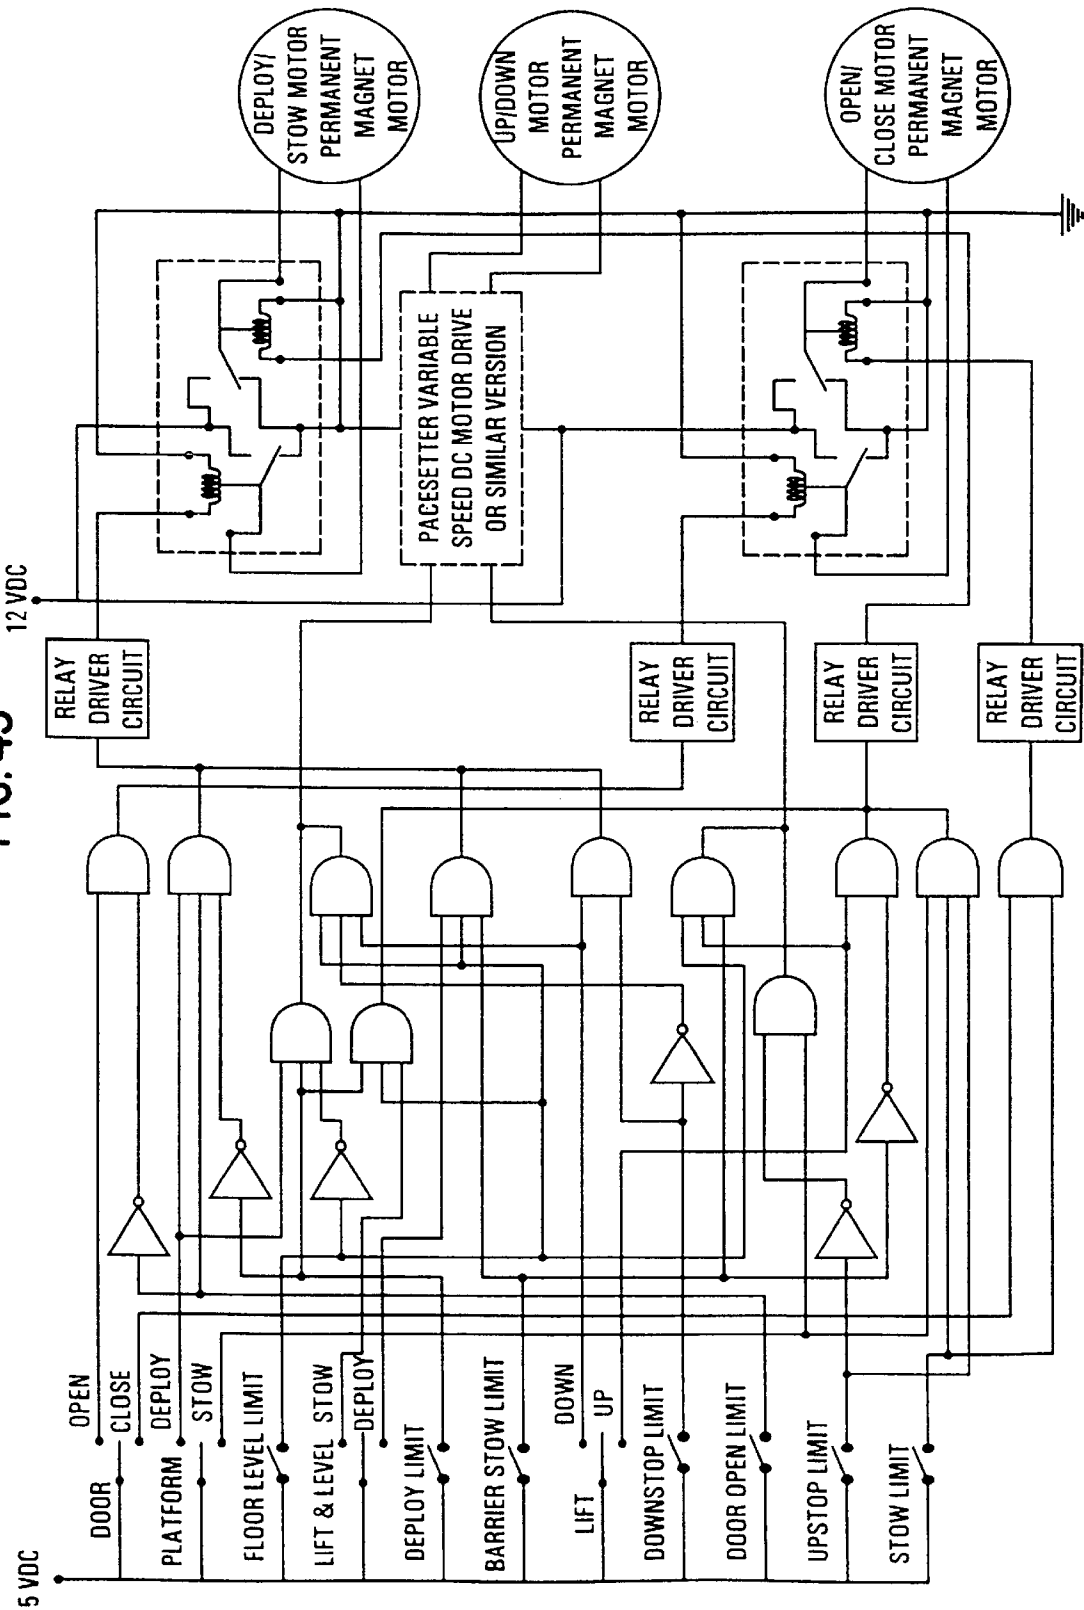 12 VDC
5 VDC
DOOR
OPEN
CLOSE
PLATFORM
DEPLOY
STOW
FLOOR LEVEL LIMIT
LIFT & LEVEL
STOW
DEPLOY
DEPLOY LIMIT
BARRIER STOW LIMIT
LIFT
DOWN
UP
DOWNSTOP LIMIT
DOOR OPEN LIMIT
UPSTOP LIMIT
STOW LIMIT
RELAY
DRIVER
CIRCUIT
RELAY
DRIVER
CIRCUIT
RELAY
DRIVER
CIRCUIT
RELAY
DRIVER
CIRCUIT
PACESETTER VARIABLE
SPEED DC MOTOR DRIVE
OR SIMILAR VERSION
DEPLOY/
STOW MOTOR
PERMANENT
MAGNET
MOTOR
UP/DOWN
MOTOR
PERMANENT
MAGNET
MOTOR
OPEN/
CLOSE MOTOR
PERMANENT
MAGNET
MOTOR